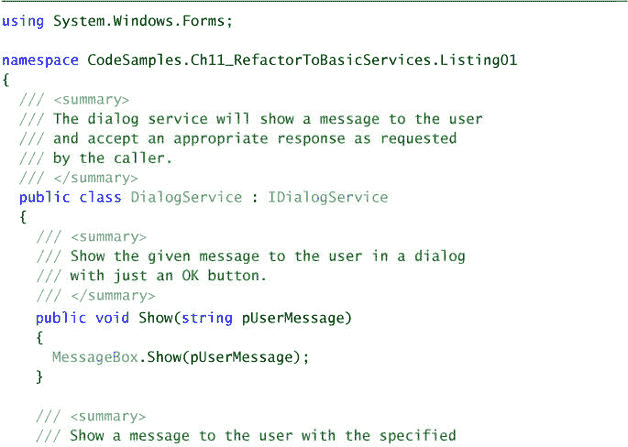 using System.Windows.Forms;
namespace CodeSamples.Ch11_RefactorToBasicServices.Listing01
{
/// <summary>
/// The dialog service will show a message to the user
/// and accept an appropriate response as requested
/// by the caller.
/// </summary>
public class DialogService : IDialogService
{
/// <summary>
/// Show the given message to the user in a dialog
/// with just an OK button.
/// </summary>
public void Show(string pUserMessage)
{
MessageBox.Show(pUserMessage);
}
/// <summary>
/// Show a message to the user with the specified